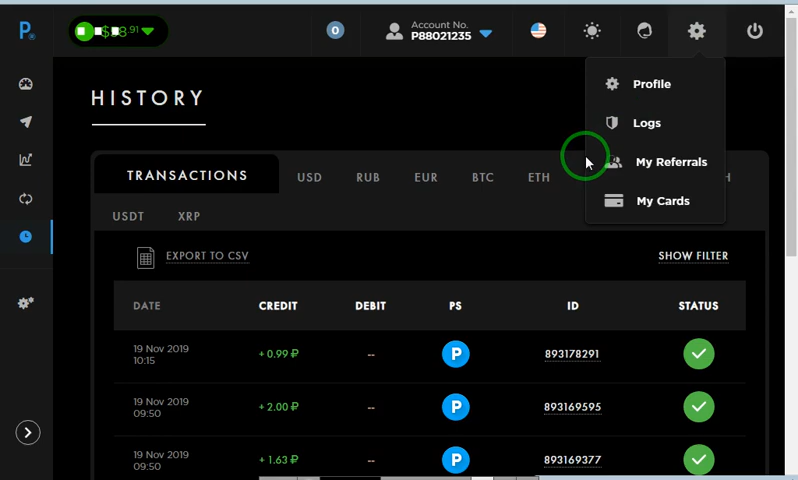 P.
.91
0
Account No.
P88021235
Profile
Logs
My Referrals
My Cards
HISTORY
TRANSACTIONS
USD
RUB
EUR
BTC
ETH
H
USDT
XRP
EXPORT TO CSV
SHOW FILTER
DATE CREDIT DEBIT PS ID STATUS
19 Nov 2019
10:15
+ 0.99 ₽ -- P 893178291
19 Nov 2019
09:50
+ 2.00 ₽ -- P 893169595
19 Nov 2019
09:50
+ 1.63 ₽ -- P 893169377